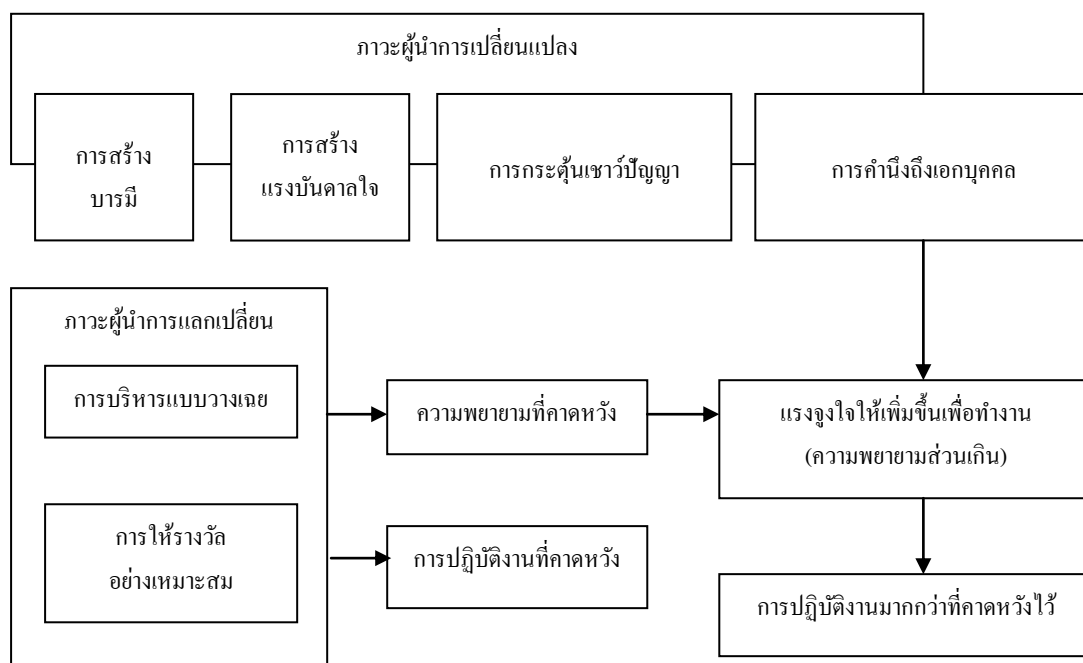 ภาวะผู้นำการเปลี่ยนแปลง
การสร้าง
บารมี
การสร้าง
แรงบันดาลใจ
การกระตุ้นเชาว์ปัญญา
การคำนึงถึงเอกบุคคล
ภาวะผู้นำการแลกเปลี่ยน
การบริหารแบบวางเฉย
การให้รางวัล
อย่างเหมาะสม
ความพยายามที่คาดหวัง
การปฏิบัติงานที่คาดหวัง
แรงจูงใจให้เพิ่มขึ้นเพื่อทำงาน
(ความพยายามส่วนเกิน)
การปฏิบัติงานมากกว่าที่คาดหวังไว้